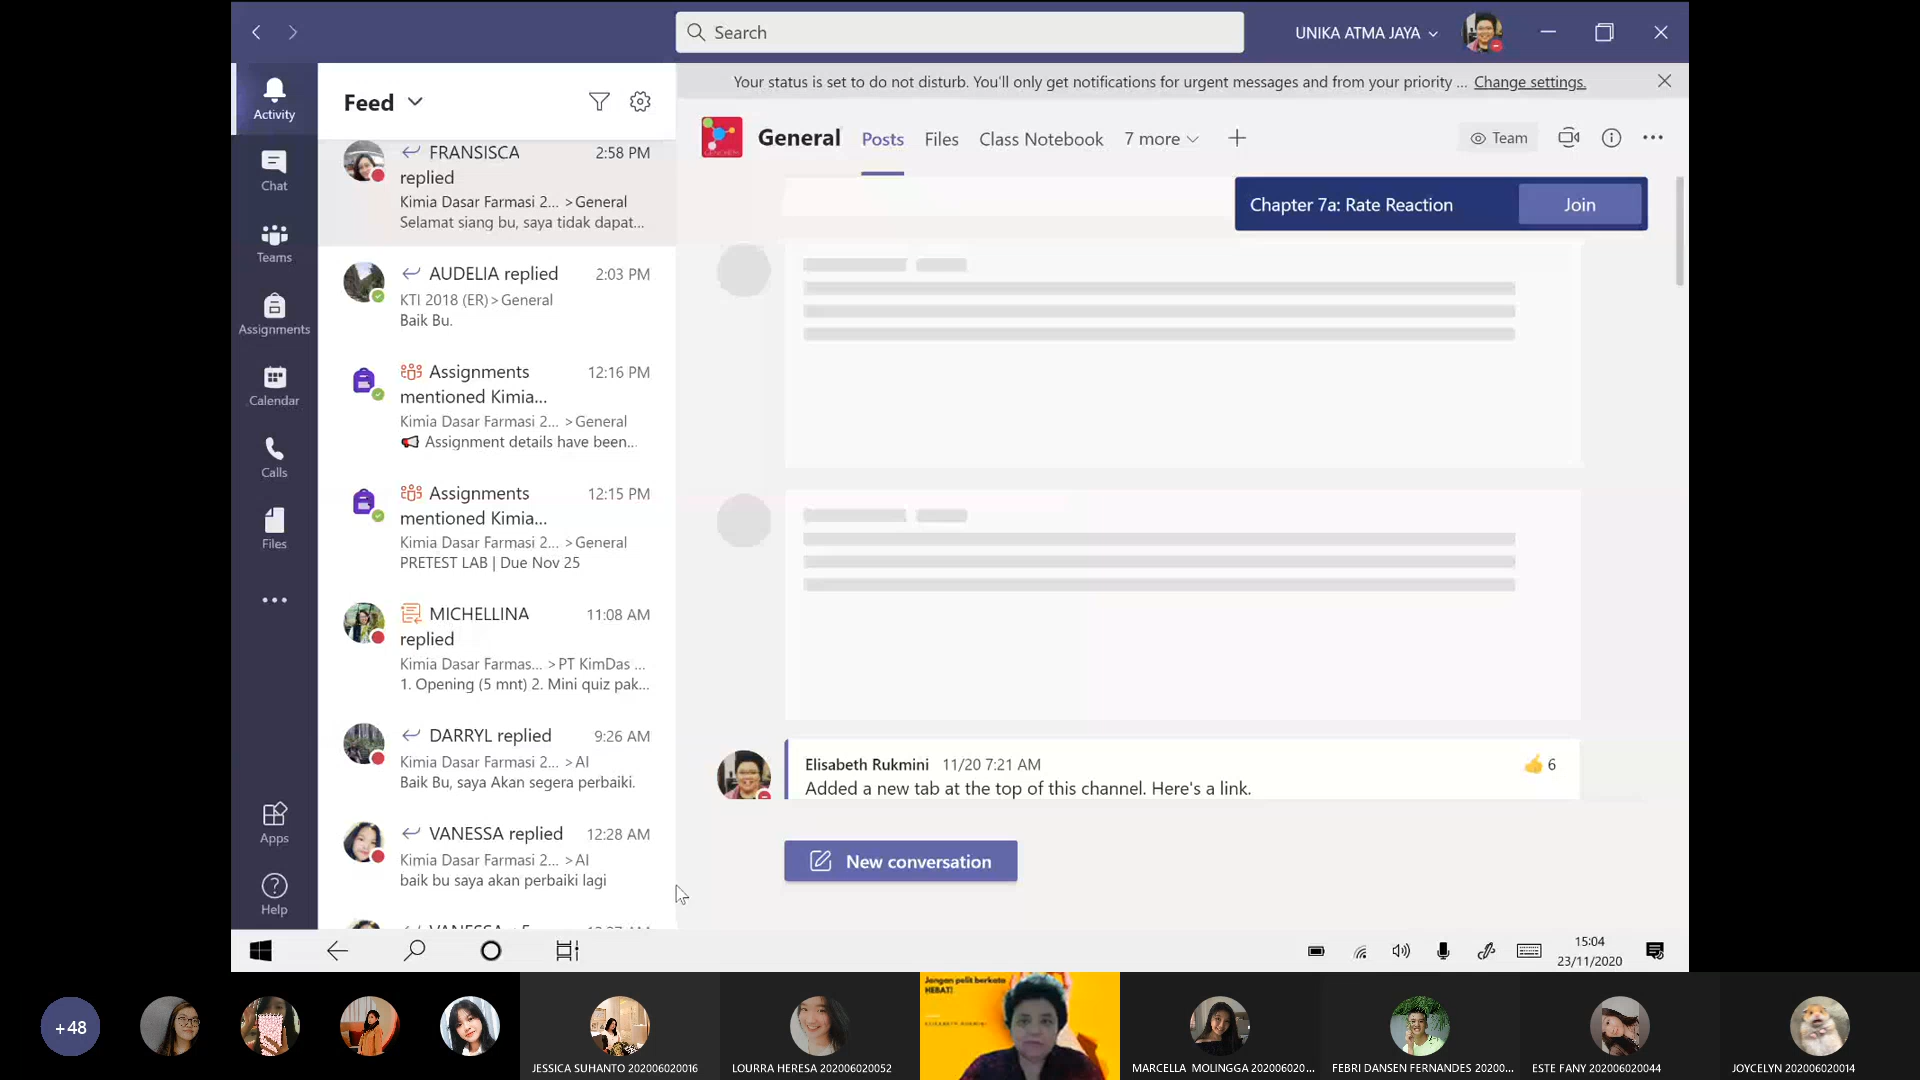 Search
UNIKA ATMA JAYA
Your status is set to do not disturb. You'll only get notifications for urgent messages and from your priority ... Change settings.
Activity
Chat
Teams
Assignments
Calendar
Calls
Files
Apps
Help
Feed
FRANSISCA 2:58 PM
replied
Kimia Dasar Farmasi 2... > General
Selamat siang bu, saya tidak dapat...
AUDELIA replied 2:03 PM
KTI 2018 (ER) > General
Baik Bu.
Assignments 12:16 PM
mentioned Kimia...
Kimia Dasar Farmasi 2... > General
Assignment details have been...
Assignments 12:15 PM
mentioned Kimia...
Kimia Dasar Farmasi 2... > General
PRETEST LAB | Due Nov 25
MICHELLINA 11:08 AM
replied
Kimia Dasar Farmas... > PT KimDas ...
1. Opening (5 mnt) 2. Mini quiz pak...
DARRYL replied 9:26 AM
Kimia Dasar Farmasi 2... > AI
Baik Bu, saya Akan segera perbaiki.
VANESSA replied 12:28 AM
Kimia Dasar Farmasi 2... > AI
baik bu saya akan perbaiki lagi
General Posts Files Class Notebook 7 more Team
Chapter 7a: Rate Reaction Join
Elisabeth Rukmini 11/20 7:21 AM 6
Added a new tab at the top of this channel. Here's a link.
New conversation
15:04
23/11/2020
+48
Jangan pelit berkata
HEBAT!
JESSICA SUHANTO 202006020016
LOURRA HERESA 202006020052
MARCELLA MOLINGGA 202006020...
FEBRI DANSEN FERNANDES 20200...
ESTE FANY 202006020044
JOYCELYN 202006020014